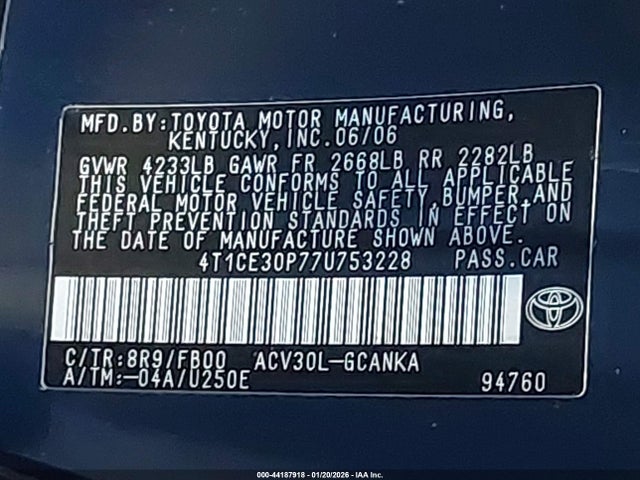 MFD.BY:TOYOTA MOTOR MANUFACTURING,
KENTUCKY,INC.06/06
GVWR 4233LB GAWR FR 2668LB RR 2282LB
THIS VEHICLE CONFORMS TO ALL APPLICABLE
FEDERAL MOTOR VEHICLE SAFETY,BUMPER,AND
THEFT PREVENTION STANDARDS IN EFFECT ON
THE DATE OF MANUFACTURE SHOWN ABOVE.
4T1CE30P77U753228 PASS.CAR
C/TR:8R9/FB00 ACV30L-GCANKA
A/TM:-04A/U250E 94760
000-44187918 - 01/20/2026 - IAA Inc.